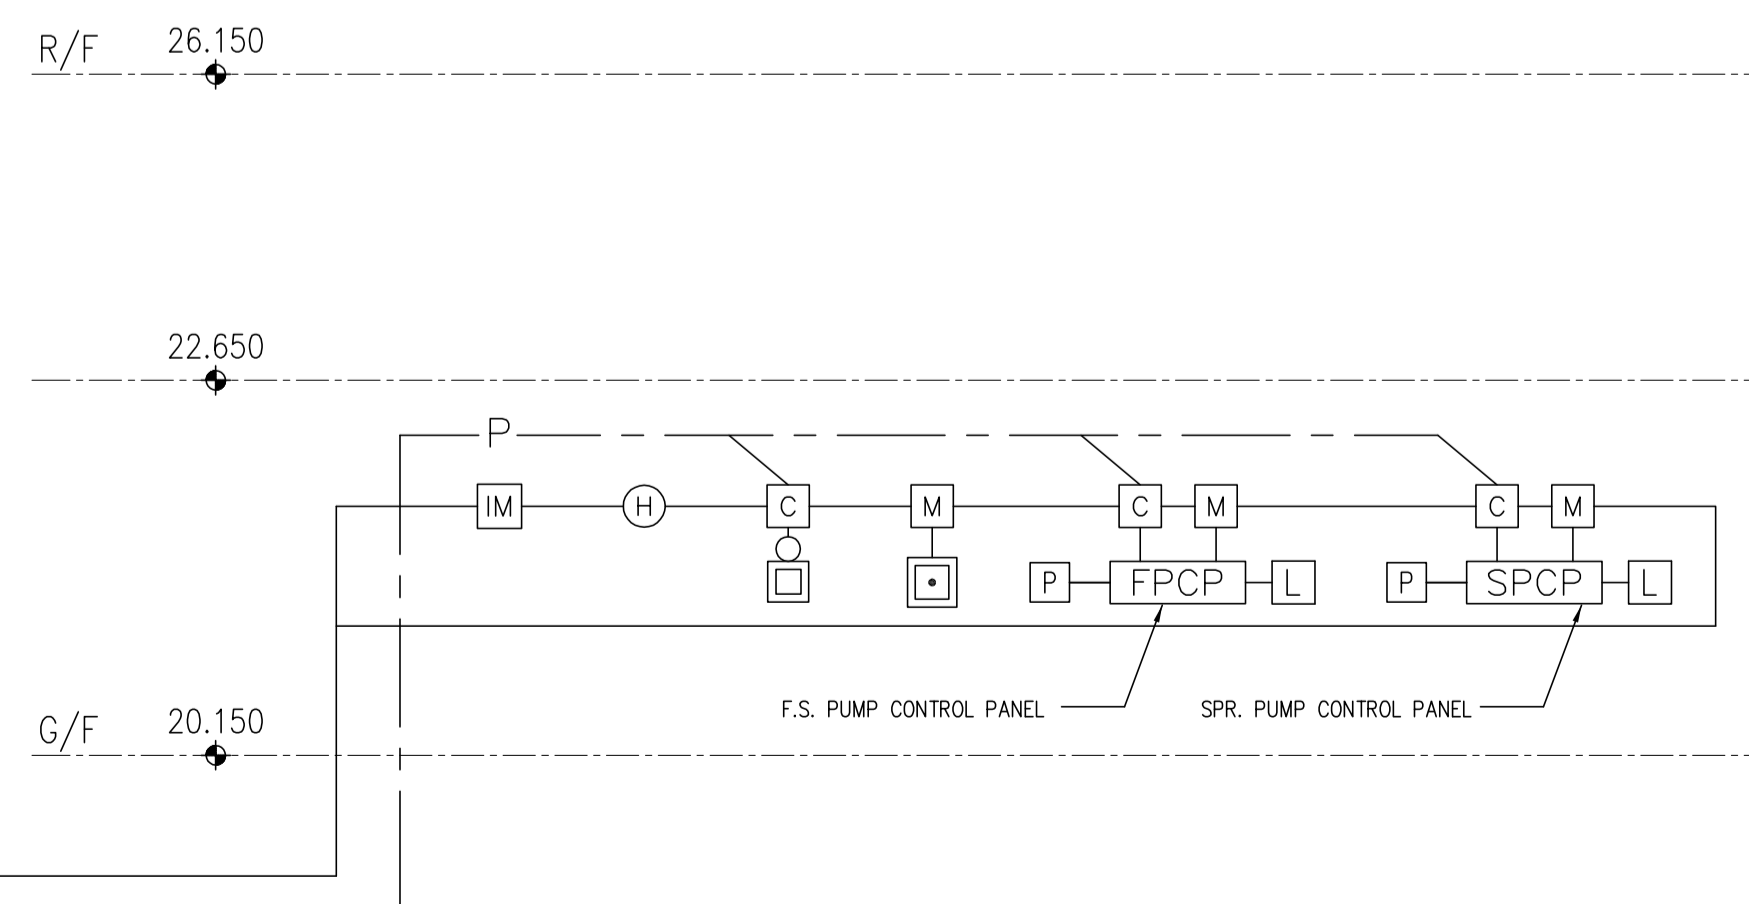 R/F 26.150
22.650
P
IM H C M C M C M
P FPCP L P SPCP L
F.S. PUMP CONTROL PANEL SPR. PUMP CONTROL PANEL
G/F 20.150